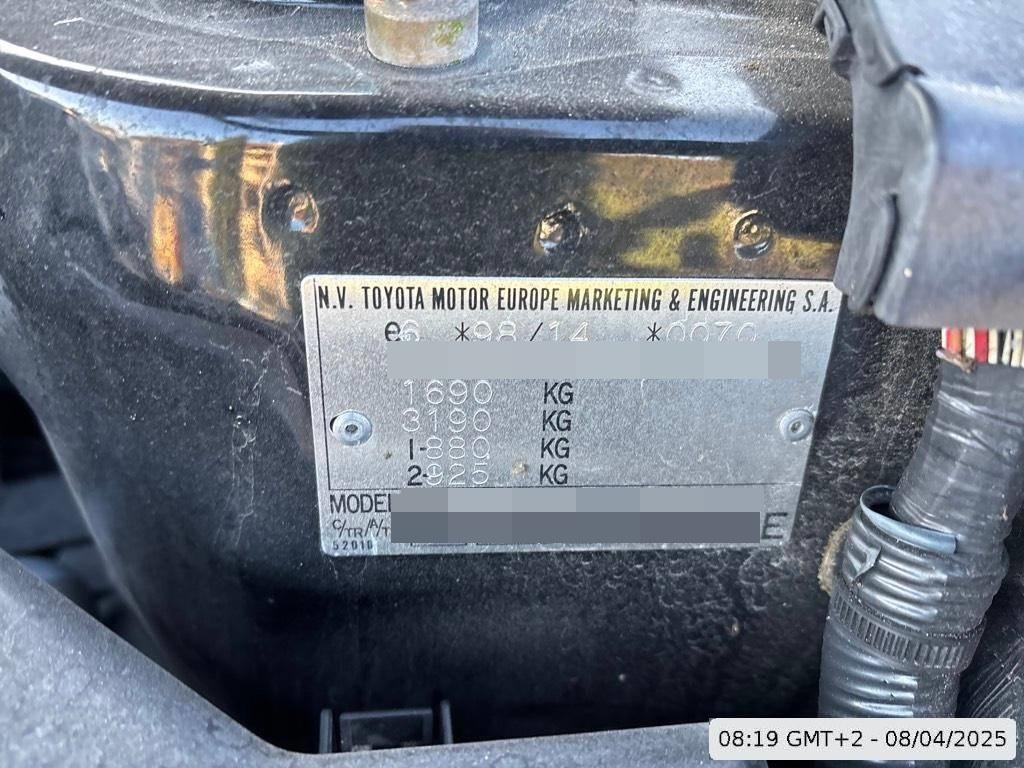 N.V. TOYOTA MOTOR EUROPE MARKETING & ENGINEERING S.A.
e6 *98/14 *0070
1690 KG
3190 KG
1-880 KG
2-925 KG
MODEL
C/TR/A/T E
52010
08:19 GMT+2 - 08/04/2025